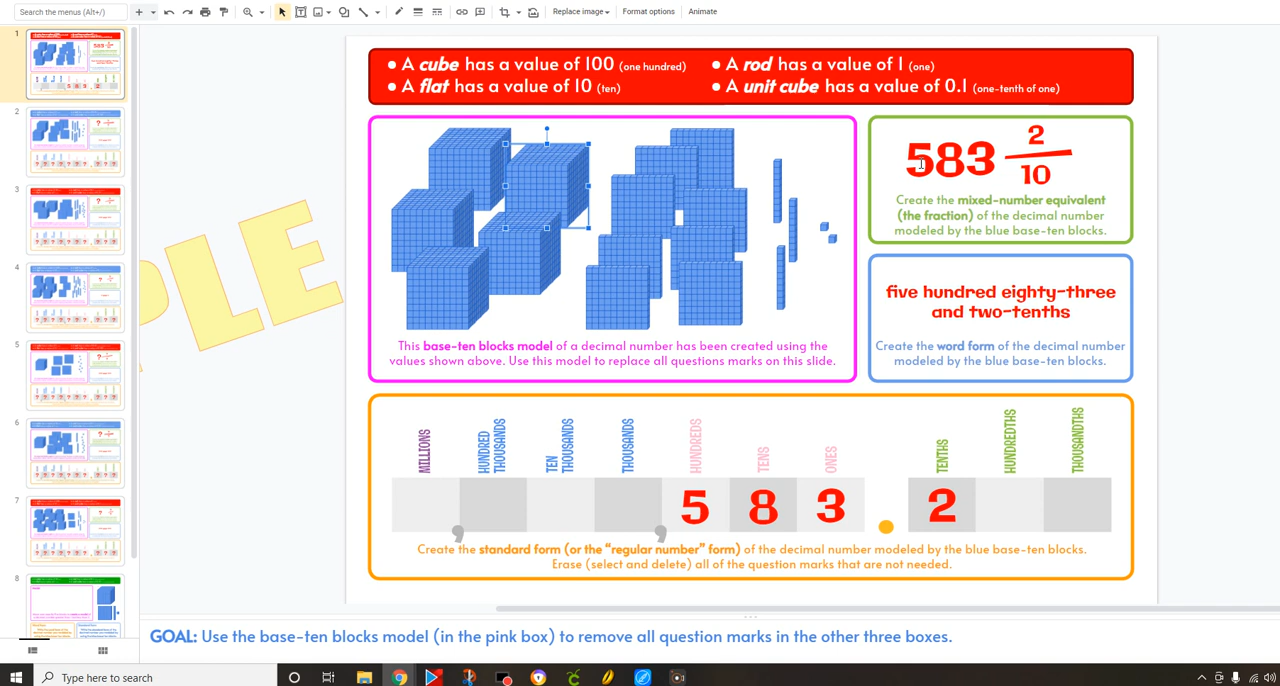 Search the menus (Alt+/)
Replace image
Format options
Animate
1
2
3
4
5
6
7
8
PLE
● A cube has a value of 100 (one hundred)
● A flat has a value of 10 (ten)
● A rod has a value of 1 (one)
● A unit cube has a value of 0.1 (one-tenth of one)
This base-ten blocks model of a decimal number has been created using the
values shown above. Use this model to replace all questions marks on this slide.
583 2/10
Create the mixed-number equivalent
(the fraction) of the decimal number
modeled by the blue base-ten blocks.
five hundred eighty-three
and two-tenths
Create the word form of the decimal number
modeled by the blue base-ten blocks.
MILLIONS
HUNDRED
THOUSANDS
TEN
THOUSANDS
THOUSANDS
HUNDREDS
TENS
ONES
TENTHS
HUNDREDTHS
THOUSANDTHS
, , 5 8 3 . 2
Create the standard form (or the “regular number” form) of the decimal number modeled by the blue base-ten blocks.
Erase (select and delete) all of the question marks that are not needed.
GOAL: Use the base-ten blocks model (in the pink box) to remove all question marks in the other three boxes.
Type here to search